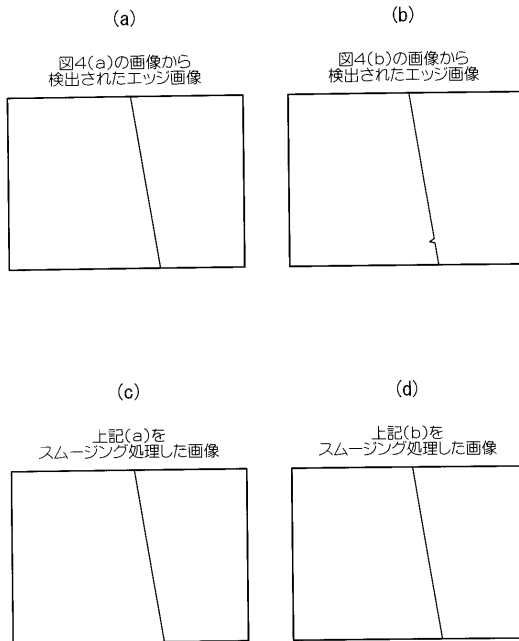 (a)
図4(a)の画像から
検出されたエッジ画像
(b)
図4(b)の画像から
検出されたエッジ画像
(c)
上記(a)を
スムージング処理した画像
(d)
上記(b)を
スムージング処理した画像